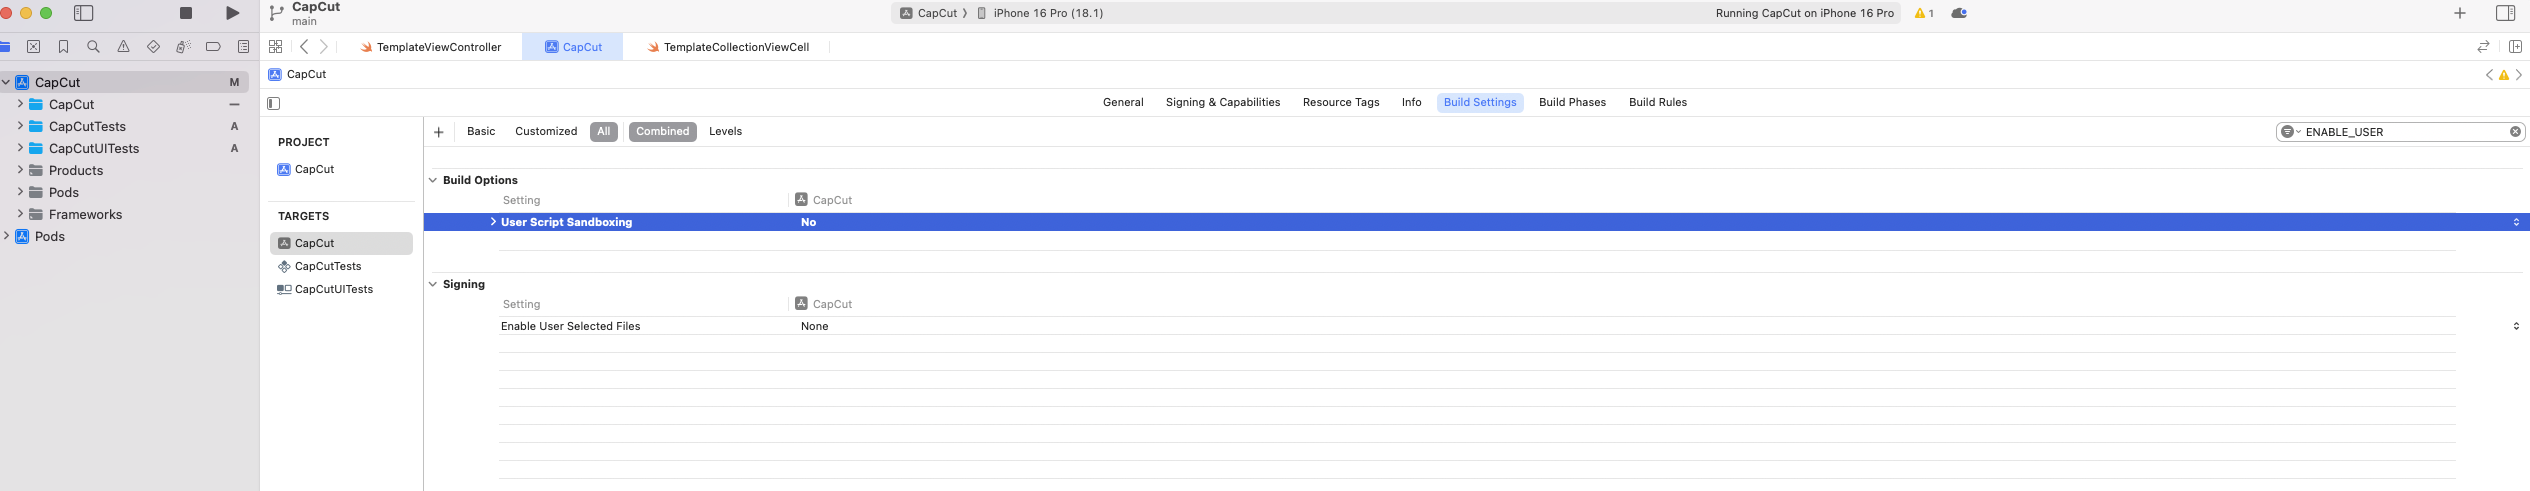 CapCut
main
CapCut 〉 iPhone 16 Pro (18.1)
Running CapCut on iPhone 16 Pro
1
TemplateViewController
CapCut
TemplateCollectionViewCell
CapCut
CapCut M
CapCut
CapCutTests A
CapCutUITests A
Products
Pods
Frameworks
Pods
General Signing & Capabilities Resource Tags Info Build Settings Build Phases Build Rules
PROJECT
CapCut
TARGETS
CapCut
CapCutTests
CapCutUITests
+ Basic Customized All Combined Levels
ENABLE_USER
Build Options
Setting CapCut
User Script Sandboxing No
Signing
Setting CapCut
Enable User Selected Files None